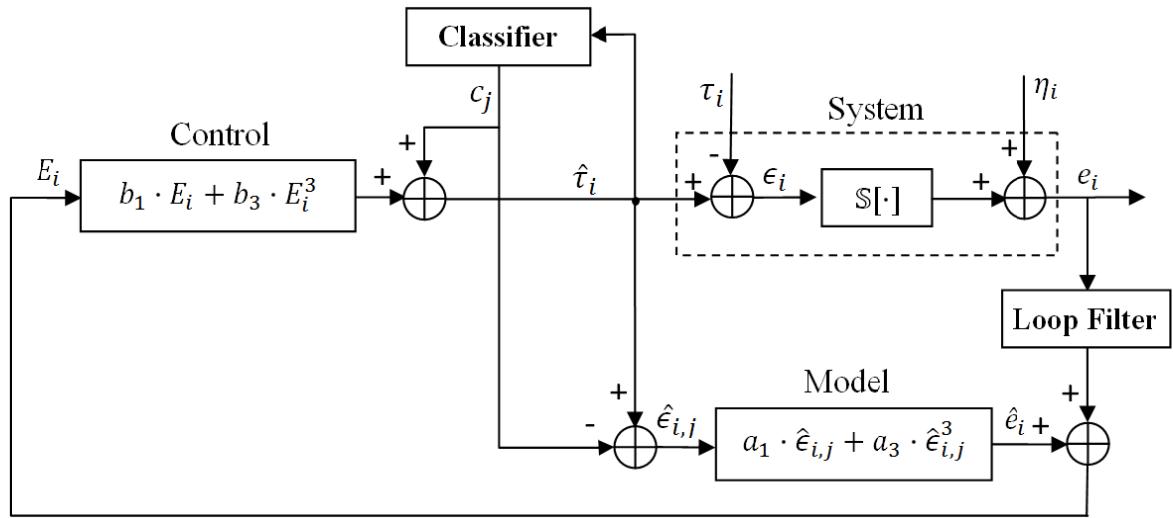 Classifier
c_j
τ_i
η_i
System
Control
+
-
+
E_i
b_1 · E_i + b_3 · E_i^3
+
τ̂_i
+
ϵ_i
𝕊[·]
+
e_i
Loop Filter
Model
+
+
-
ϵ̂_{i,j}
a_1 · ϵ̂_{i,j} + a_3 · ϵ̂_{i,j}^3
ê_i
+